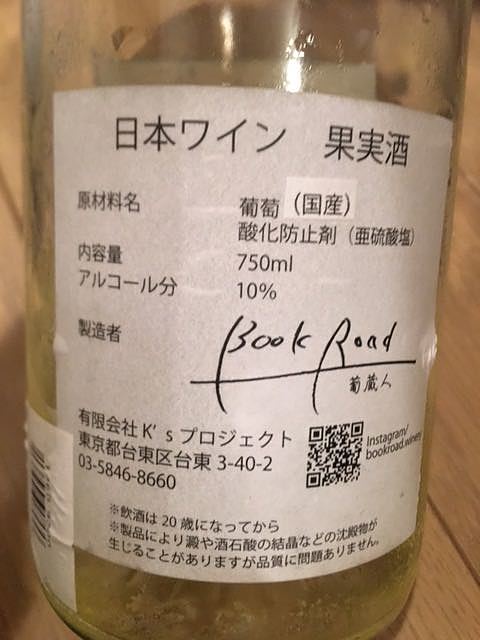 日本ワイン 果実酒
原材料名 葡萄（国産）
酸化防止剤（亜硫酸塩）
内容量 750ml
アルコール分 10%
製造者 Book Road
葡蔵人
有限会社K's プロジェクト
東京都台東区台東 3-40-2
03-5846-8660
Instagram/
bookroad.winery
※飲酒は20歳になってから
※製品により澱や酒石酸の結晶などの沈殿物が
生じることがありますが品質に問題ありません。